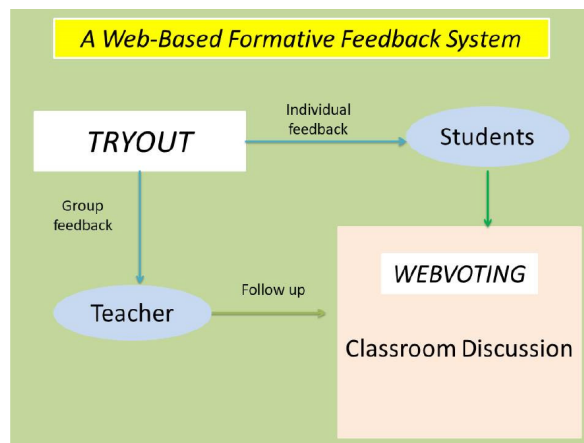 A Web-Based Formative Feedback System
Individual
feedback
TRYOUT
Students
Group
feedback
WEBVOTING
Follow up
Teacher
Classroom Discussion